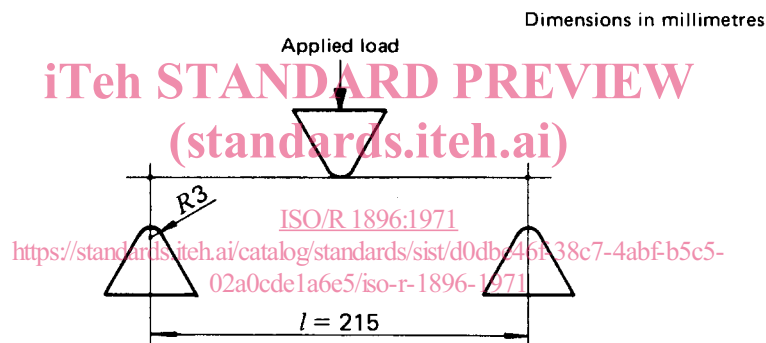 Dimensions in millimetres
Applied load
iTeh STANDARD PREVIEW
(standards.iteh.ai)
R3
ISO/R 1896:1971
https://standards.iteh.ai/catalog/standards/sist/d0dbe46f-38c7-4abf-b5c5-
02a0cde1a6e5/iso-r-1896-1971
l = 215